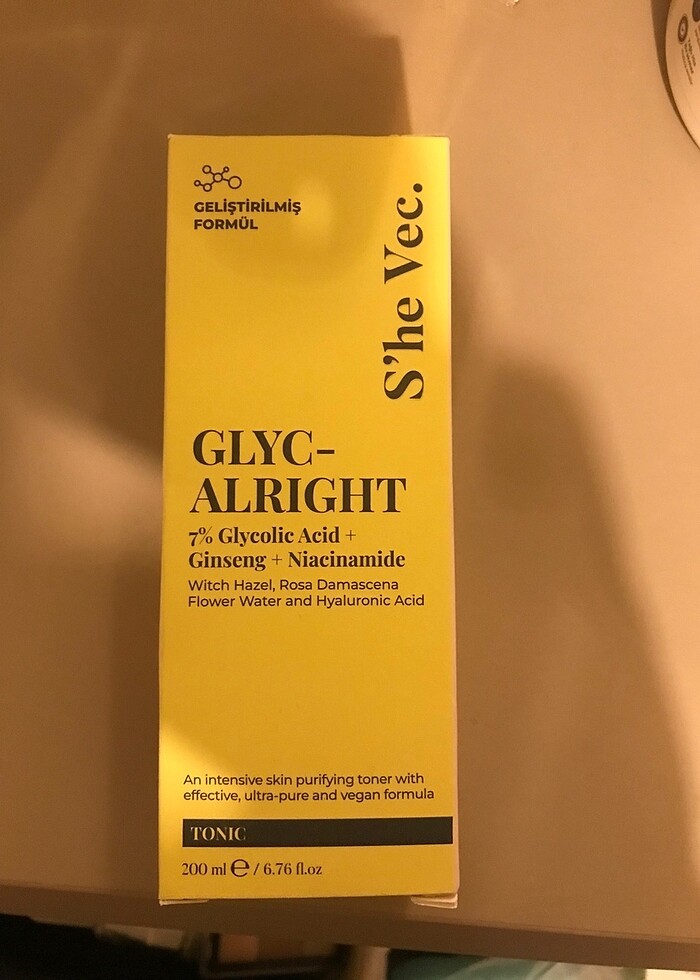 GELİŞTİRİLMİŞ
FORMÜL
S'he Vec.
GLYC-
ALRIGHT
7% Glycolic Acid +
Ginseng + Niacinamide
Witch Hazel, Rosa Damascena
Flower Water and Hyaluronic Acid
An intensive skin purifying toner with
effective, ultra-pure and vegan formula
TONIC
200 ml ℮ / 6.76 fl.oz